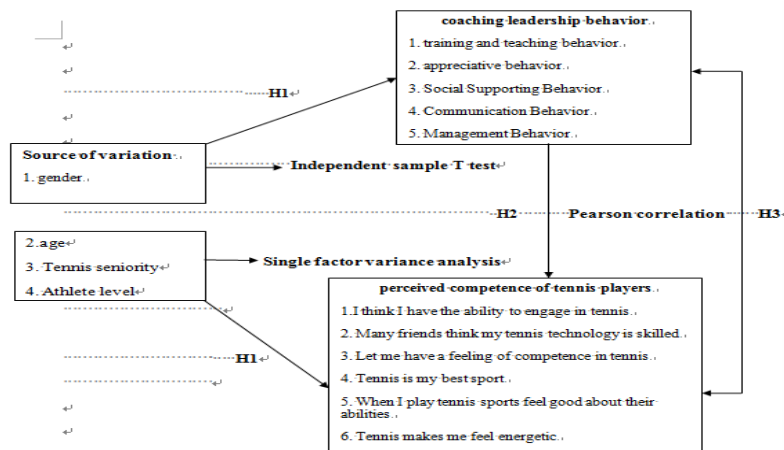 coaching leadership behavior
1. training and teaching behavior.
2. appreciative behavior.
3. Social Supporting Behavior.
4. Communication Behavior.
5. Management Behavior.
H1
Source of variation.
1. gender.
Independent sample T test
H2
Pearson correlation
H3
2.age
3. Tennis seniority
4. Athlete level
Single factor variance analysis
perceived competence of tennis players
1.I think I have the ability to engage in tennis.
2. Many friends think my tennis technology is skilled.
3. Let me have a feeling of competence in tennis.
4. Tennis is my best sport.
5. When I play tennis sports feel good about their
abilities.
6. Tennis makes me feel energetic.
H1